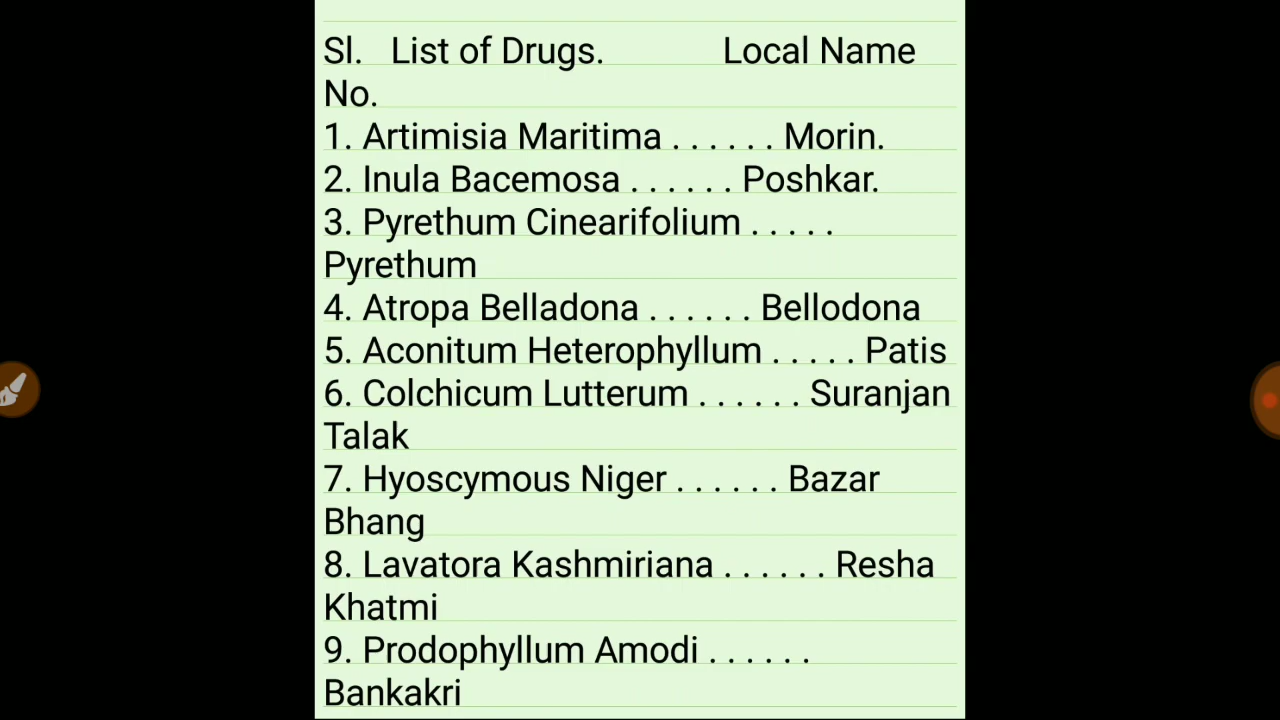 Sl. List of Drugs. Local Name
No.
1. Artimisia Maritima . . . . . . Morin.
2. Inula Bacemosa . . . . . . Poshkar.
3. Pyrethum Cinearifolium . . . . .
Pyrethum
4. Atropa Belladona . . . . . . Bellodona
5. Aconitum Heterophyllum . . . . . Patis
6. Colchicum Lutterum . . . . . . Suranjan
Talak
7. Hyoscymous Niger . . . . . . Bazar
Bhang
8. Lavatora Kashmiriana . . . . . . Resha
Khatmi
9. Prodophyllum Amodi . . . . . .
Bankakri